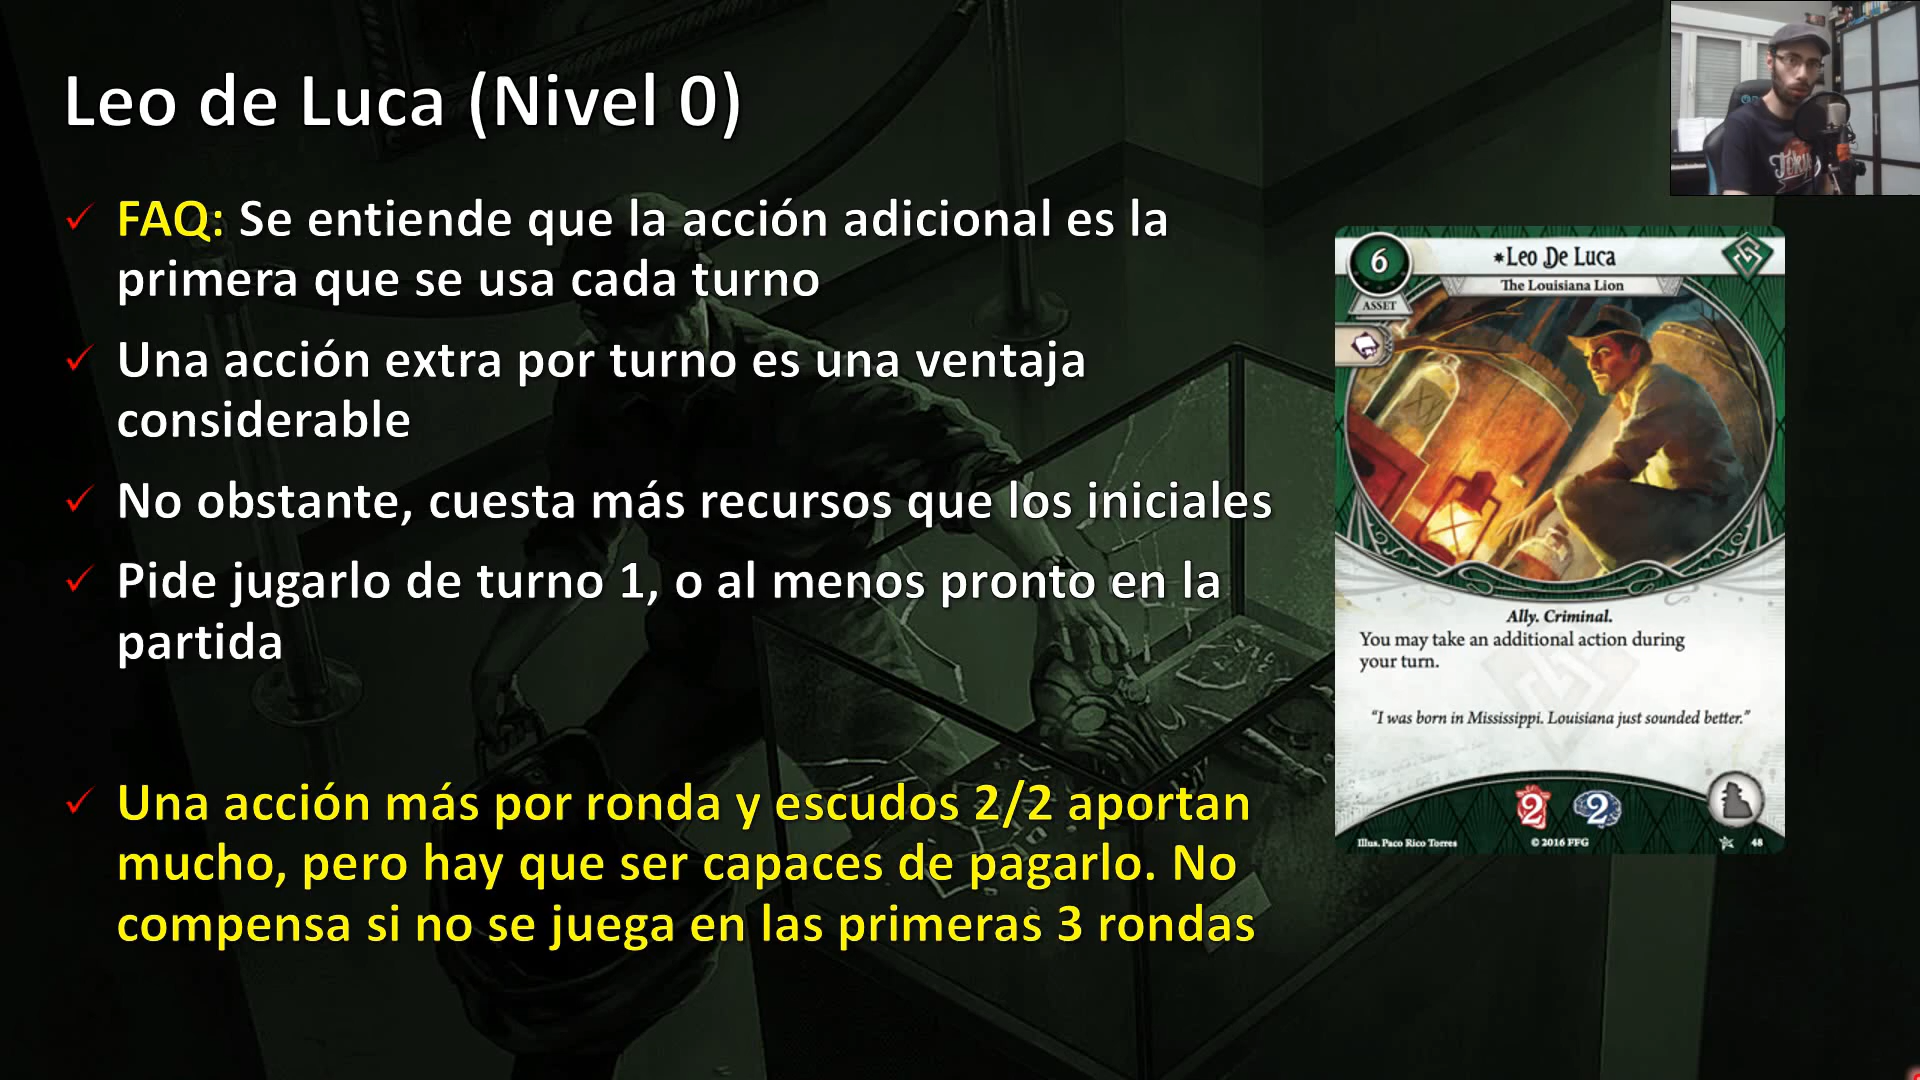 Leo de Luca (Nivel 0)
FAQ: Se entiende que la acción adicional es la
primera que se usa cada turno
Una acción extra por turno es una ventaja
considerable
No obstante, cuesta más recursos que los iniciales
Pide jugarlo de turno 1, o al menos pronto en la
partida
Una acción más por ronda y escudos 2/2 aportan
mucho, pero hay que ser capaces de pagarlo. No
compensa si no se juega en las primeras 3 rondas
6
Leo De Luca
The Louisiana Lion
ASSET
Ally. Criminal.
You may take an additional action during
your turn.
“I was born in Mississippi. Louisiana just sounded better.”
2 2
Illus. Paco Rico Torres © 2016 FFG 48